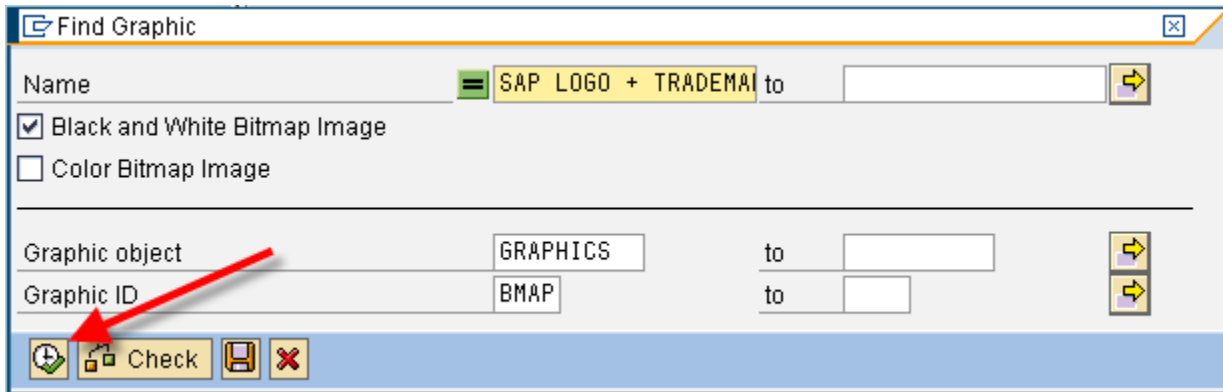 Find Graphic
Name SAP LOGO + TRADEMA to
Black and White Bitmap Image
Color Bitmap Image
Graphic object GRAPHICS to
Graphic ID BMAP to
Check